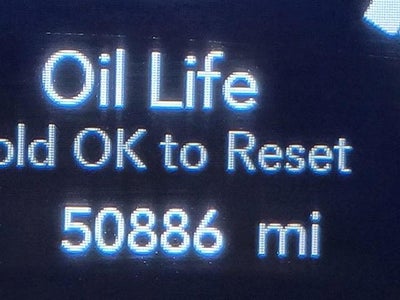 Oil Life
old OK to Reset
50886 mi